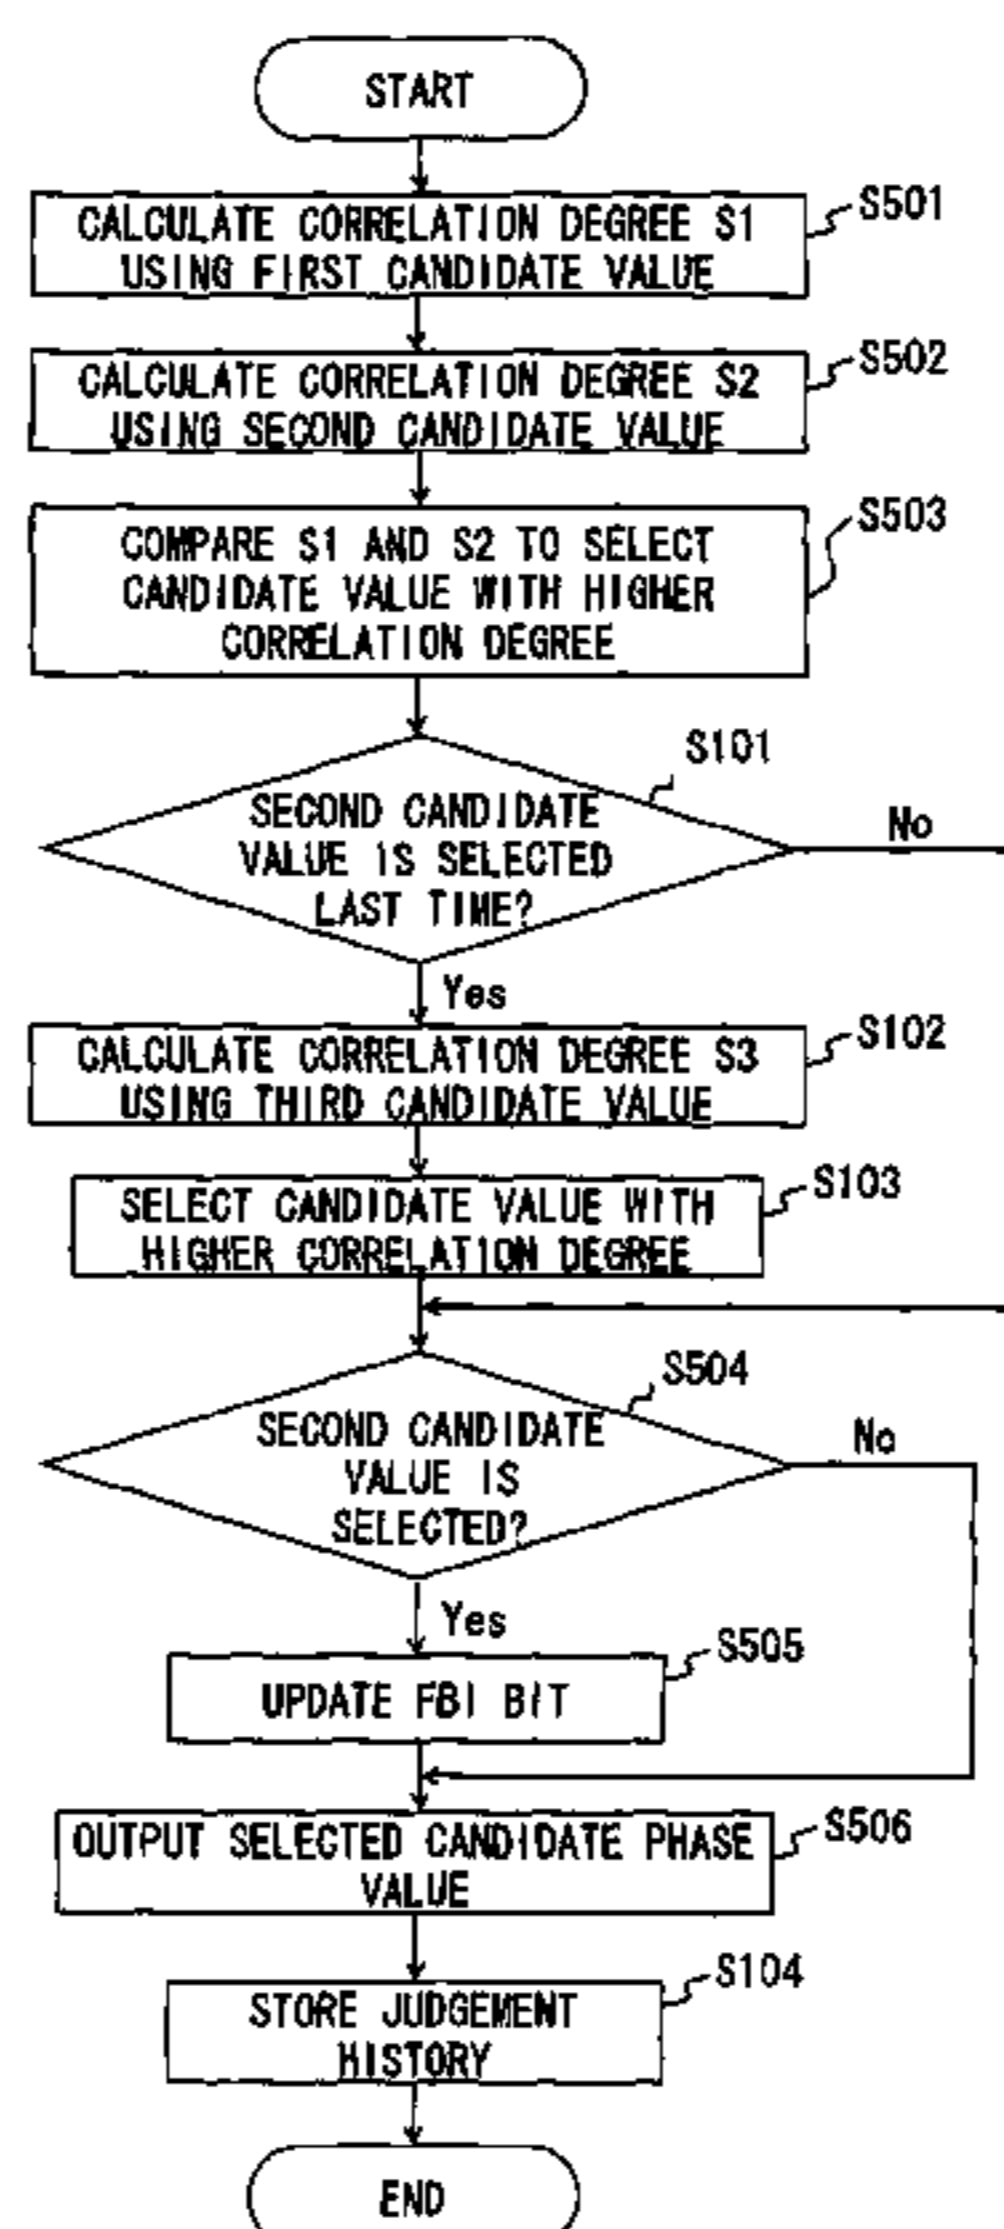 START
S501
CALCULATE CORRELATION DEGREE S1
USING FIRST CANDIDATE VALUE
S502
CALCULATE CORRELATION DEGREE S2
USING SECOND CANDIDATE VALUE
S503
COMPARE S1 AND S2 TO SELECT
CANDIDATE VALUE WITH HIGHER
CORRELATION DEGREE
S101
SECOND CANDIDATE
VALUE IS SELECTED
LAST TIME?
No
Yes
S102
CALCULATE CORRELATION DEGREE S3
USING THIRD CANDIDATE VALUE
S103
SELECT CANDIDATE VALUE WITH
HIGHER CORRELATION DEGREE
S504
SECOND CANDIDATE
VALUE IS
SELECTED?
No
Yes
S505
UPDATE FBI BIT
S506
OUTPUT SELECTED CANDIDATE PHASE
VALUE
S104
STORE JUDGEMENT
HISTORY
END